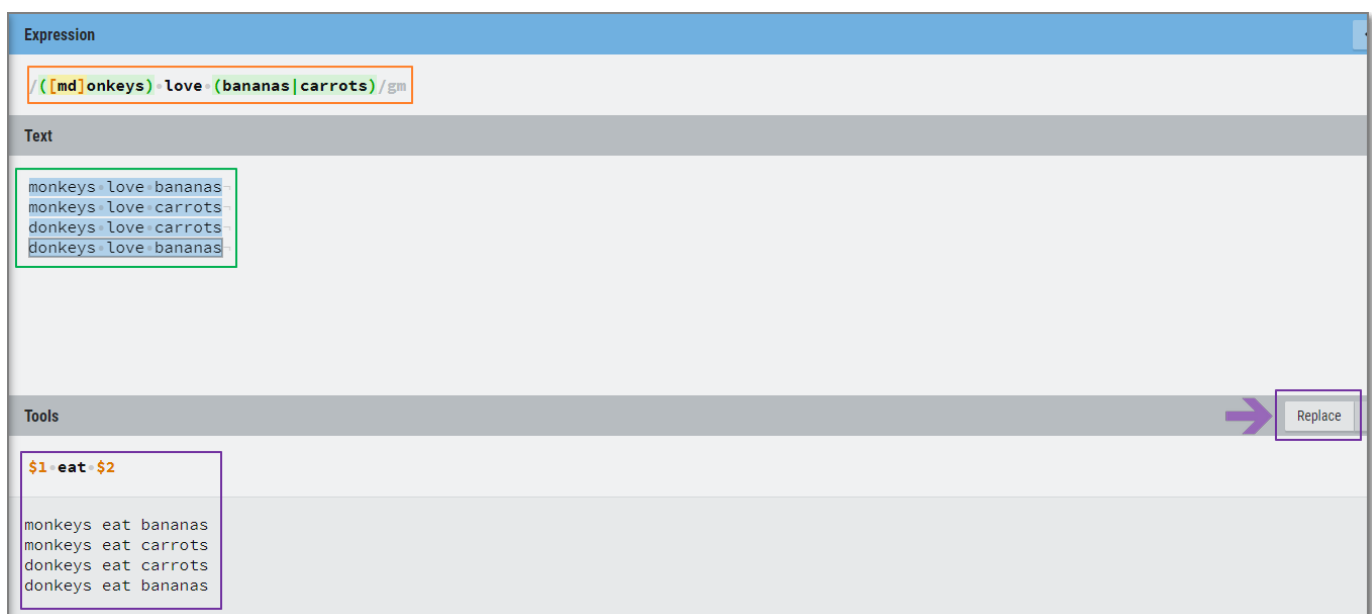 Expression
/([md]onkeys) love (bananas|carrots)/gm
Text
monkeys love bananas
monkeys love carrots
donkeys love carrots
donkeys love bananas
Tools
Replace
$1 eat $2
monkeys eat bananas
monkeys eat carrots
donkeys eat carrots
donkeys eat bananas